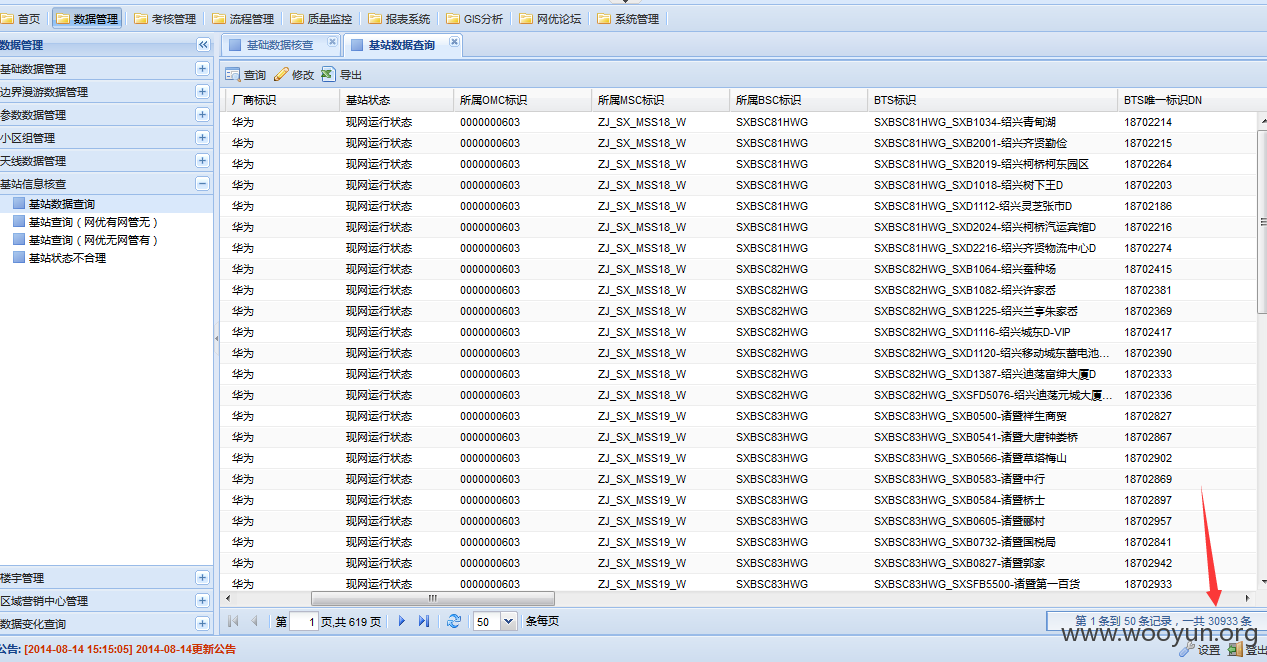 首页 数据管理 考核管理 流程管理 质量监控 报表系统 GIS分析 网优论坛 系统管理
数据管理
基础数据核查 基站数据查询
基础数据管理
边界漫游数据管理
参数数据管理
小区组管理
天线数据管理
基站信息核查
基站数据查询
基站查询（网优有网管无）
基站查询（网优无网管有）
基站状态不合理
楼宇管理
区域营销中心管理
数据变化查询
查询 修改 导出
厂商标识 基站状态 所属OMC标识 所属MSC标识 所属BSC标识 BTS标识 BTS唯一标识DN
华为 现网运行状态 0000000603 ZJ_SX_MSS18_W SXBSC81HWG SXBSC81HWG_SXB1034-绍兴青甸湖 18702214
华为 现网运行状态 0000000603 ZJ_SX_MSS18_W SXBSC81HWG SXBSC81HWG_SXB2001-绍兴齐贤勤俭 18702215
华为 现网运行状态 0000000603 ZJ_SX_MSS18_W SXBSC81HWG SXBSC81HWG_SXB2019-绍兴柯桥柯东园区 18702264
华为 现网运行状态 0000000603 ZJ_SX_MSS18_W SXBSC81HWG SXBSC81HWG_SXD1018-绍兴树下王D 18702203
华为 现网运行状态 0000000603 ZJ_SX_MSS18_W SXBSC81HWG SXBSC81HWG_SXD1112-绍兴灵芝张市D 18702186
华为 现网运行状态 0000000603 ZJ_SX_MSS18_W SXBSC81HWG SXBSC81HWG_SXD2024-绍兴柯桥汽运宾馆D 18702216
华为 现网运行状态 0000000603 ZJ_SX_MSS18_W SXBSC81HWG SXBSC81HWG_SXD2216-绍兴齐贤物流中心D 18702274
华为 现网运行状态 0000000603 ZJ_SX_MSS18_W SXBSC82HWG SXBSC82HWG_SXB1064-绍兴蚕种场 18702415
华为 现网运行状态 0000000603 ZJ_SX_MSS18_W SXBSC82HWG SXBSC82HWG_SXB1082-绍兴许家岙 18702381
华为 现网运行状态 0000000603 ZJ_SX_MSS18_W SXBSC82HWG SXBSC82HWG_SXB1225-绍兴兰亭朱家岙 18702369
华为 现网运行状态 0000000603 ZJ_SX_MSS18_W SXBSC82HWG SXBSC82HWG_SXD1116-绍兴城东D-VIP 18702417
华为 现网运行状态 0000000603 ZJ_SX_MSS18_W SXBSC82HWG SXBSC82HWG_SXD1120-绍兴移动城东蓄电池... 18702390
华为 现网运行状态 0000000603 ZJ_SX_MSS18_W SXBSC82HWG SXBSC82HWG_SXD1387-绍兴迪荡富绅大厦D 18702333
华为 现网运行状态 0000000603 ZJ_SX_MSS18_W SXBSC82HWG SXBSC82HWG_SXSFD5076-绍兴迪荡元城大厦... 18702336
华为 现网运行状态 0000000603 ZJ_SX_MSS19_W SXBSC83HWG SXBSC83HWG_SXB0500-诸暨祥生商贸 18702827
华为 现网运行状态 0000000603 ZJ_SX_MSS19_W SXBSC83HWG SXBSC83HWG_SXB0541-诸暨大唐钟娄桥 18702867
华为 现网运行状态 0000000603 ZJ_SX_MSS19_W SXBSC83HWG SXBSC83HWG_SXB0566-诸暨草塔梅山 18702902
华为 现网运行状态 0000000603 ZJ_SX_MSS19_W SXBSC83HWG SXBSC83HWG_SXB0583-诸暨中行 18702869
华为 现网运行状态 0000000603 ZJ_SX_MSS19_W SXBSC83HWG SXBSC83HWG_SXB0584-诸暨桥士 18702897
华为 现网运行状态 0000000603 ZJ_SX_MSS19_W SXBSC83HWG SXBSC83HWG_SXB0605-诸暨郦村 18702957
华为 现网运行状态 0000000603 ZJ_SX_MSS19_W SXBSC83HWG SXBSC83HWG_SXB0732-诸暨国税局 18702841
华为 现网运行状态 0000000603 ZJ_SX_MSS19_W SXBSC83HWG SXBSC83HWG_SXB0827-诸暨郭家 18702942
华为 现网运行状态 0000000603 ZJ_SX_MSS19_W SXBSC83HWG SXBSC83HWG_SXSFB5500-诸暨第一百货 18702933
第 1 页,共 619 页 50 条每页 第 1 条到 50 条记录，一共 30933 条
www.wooyun.org
公告: [2014-08-14 15:15:05] 2014-08-14更新公告 设置 登出